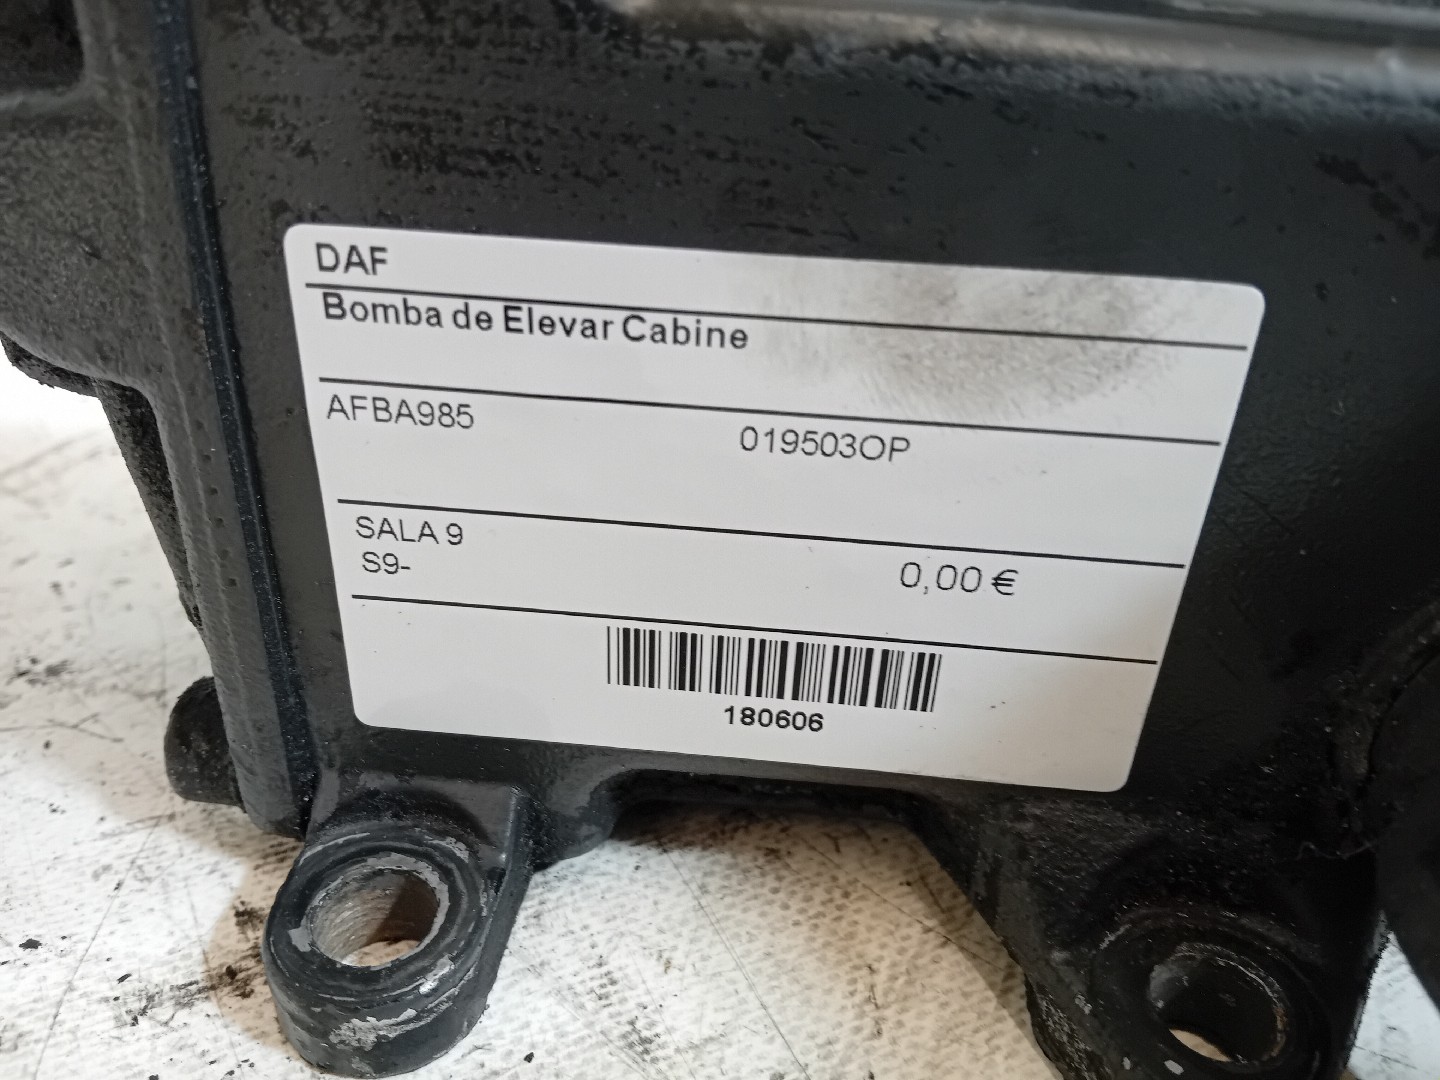 DAF
Bomba de Elevar Cabine
AFBA985 019503OP
SALA 9
S9- 0,00 €
180606